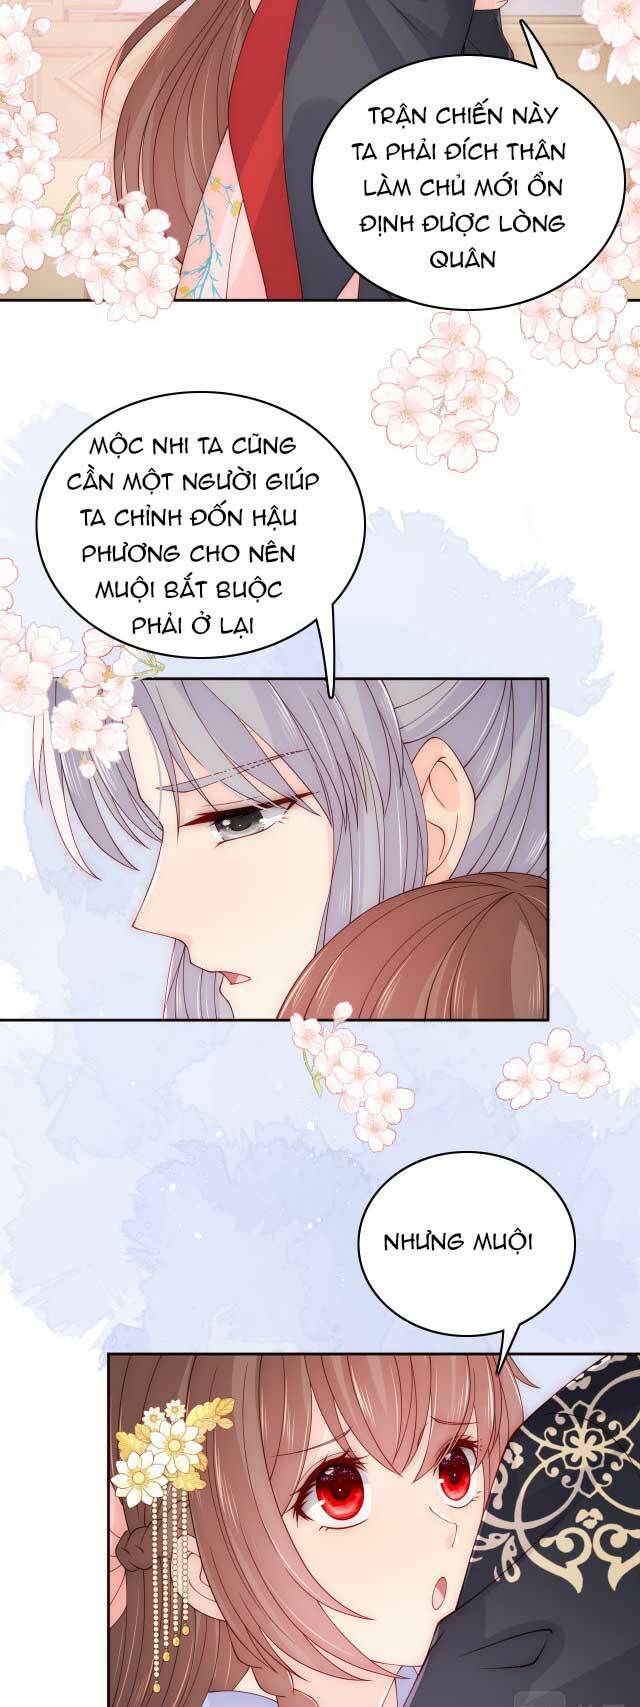 TRẬN CHIẾN NÀY
TA PHẢI ĐÍCH THÂN
LÀM CHỦ MỚI ỔN
ĐỊNH ĐƯỢC LÒNG
QUÂN
MỘC NHI TA CŨNG
CẦN MỘT NGƯỜI GIÚP
TA CHỈNH ĐỐN HẬU
PHƯƠNG CHO NÊN
MUỘI BẮT BUỘC
PHẢI Ở LẠI
NHƯNG MUỘI